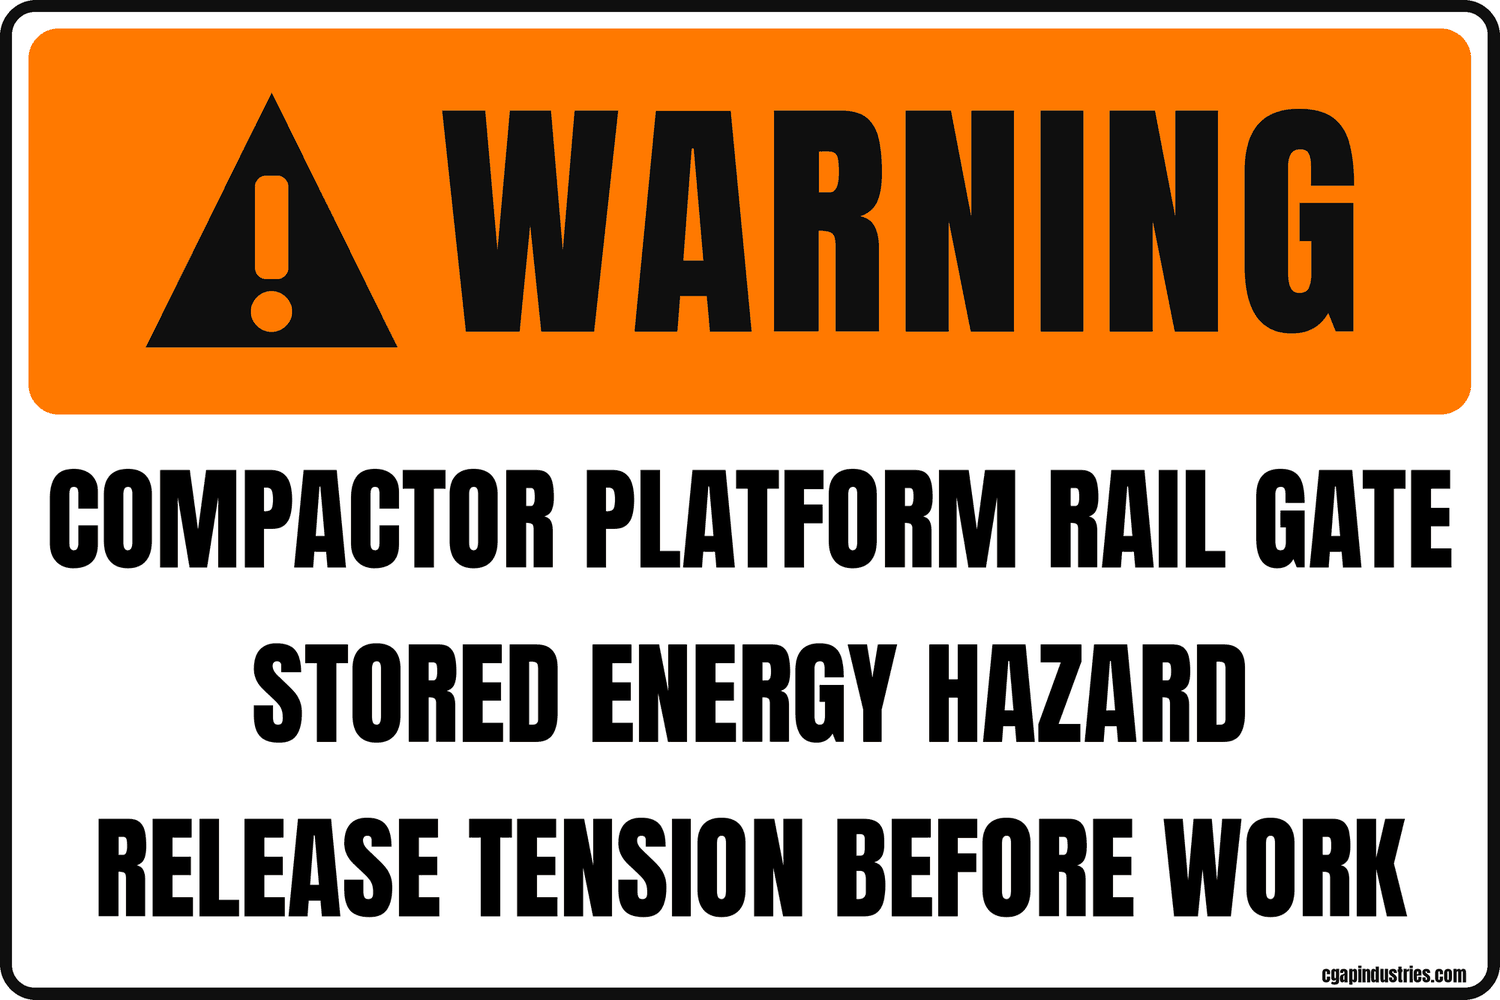 WARNING
COMPACTOR PLATFORM RAIL GATE
STORED ENERGY HAZARD
RELEASE TENSION BEFORE WORK
cgapindustries.com